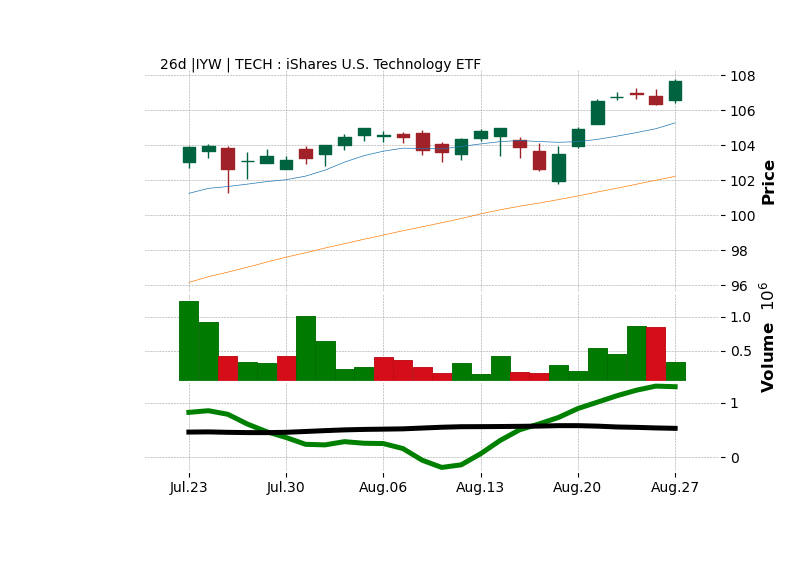 26d |IYW | TECH : iShares U.S. Technology ETF
108
106
104
102
100
98
96
Price
1.0
0.5
Volume 10^6
1
0
Jul.23 Jul.30 Aug.06 Aug.13 Aug.20 Aug.27